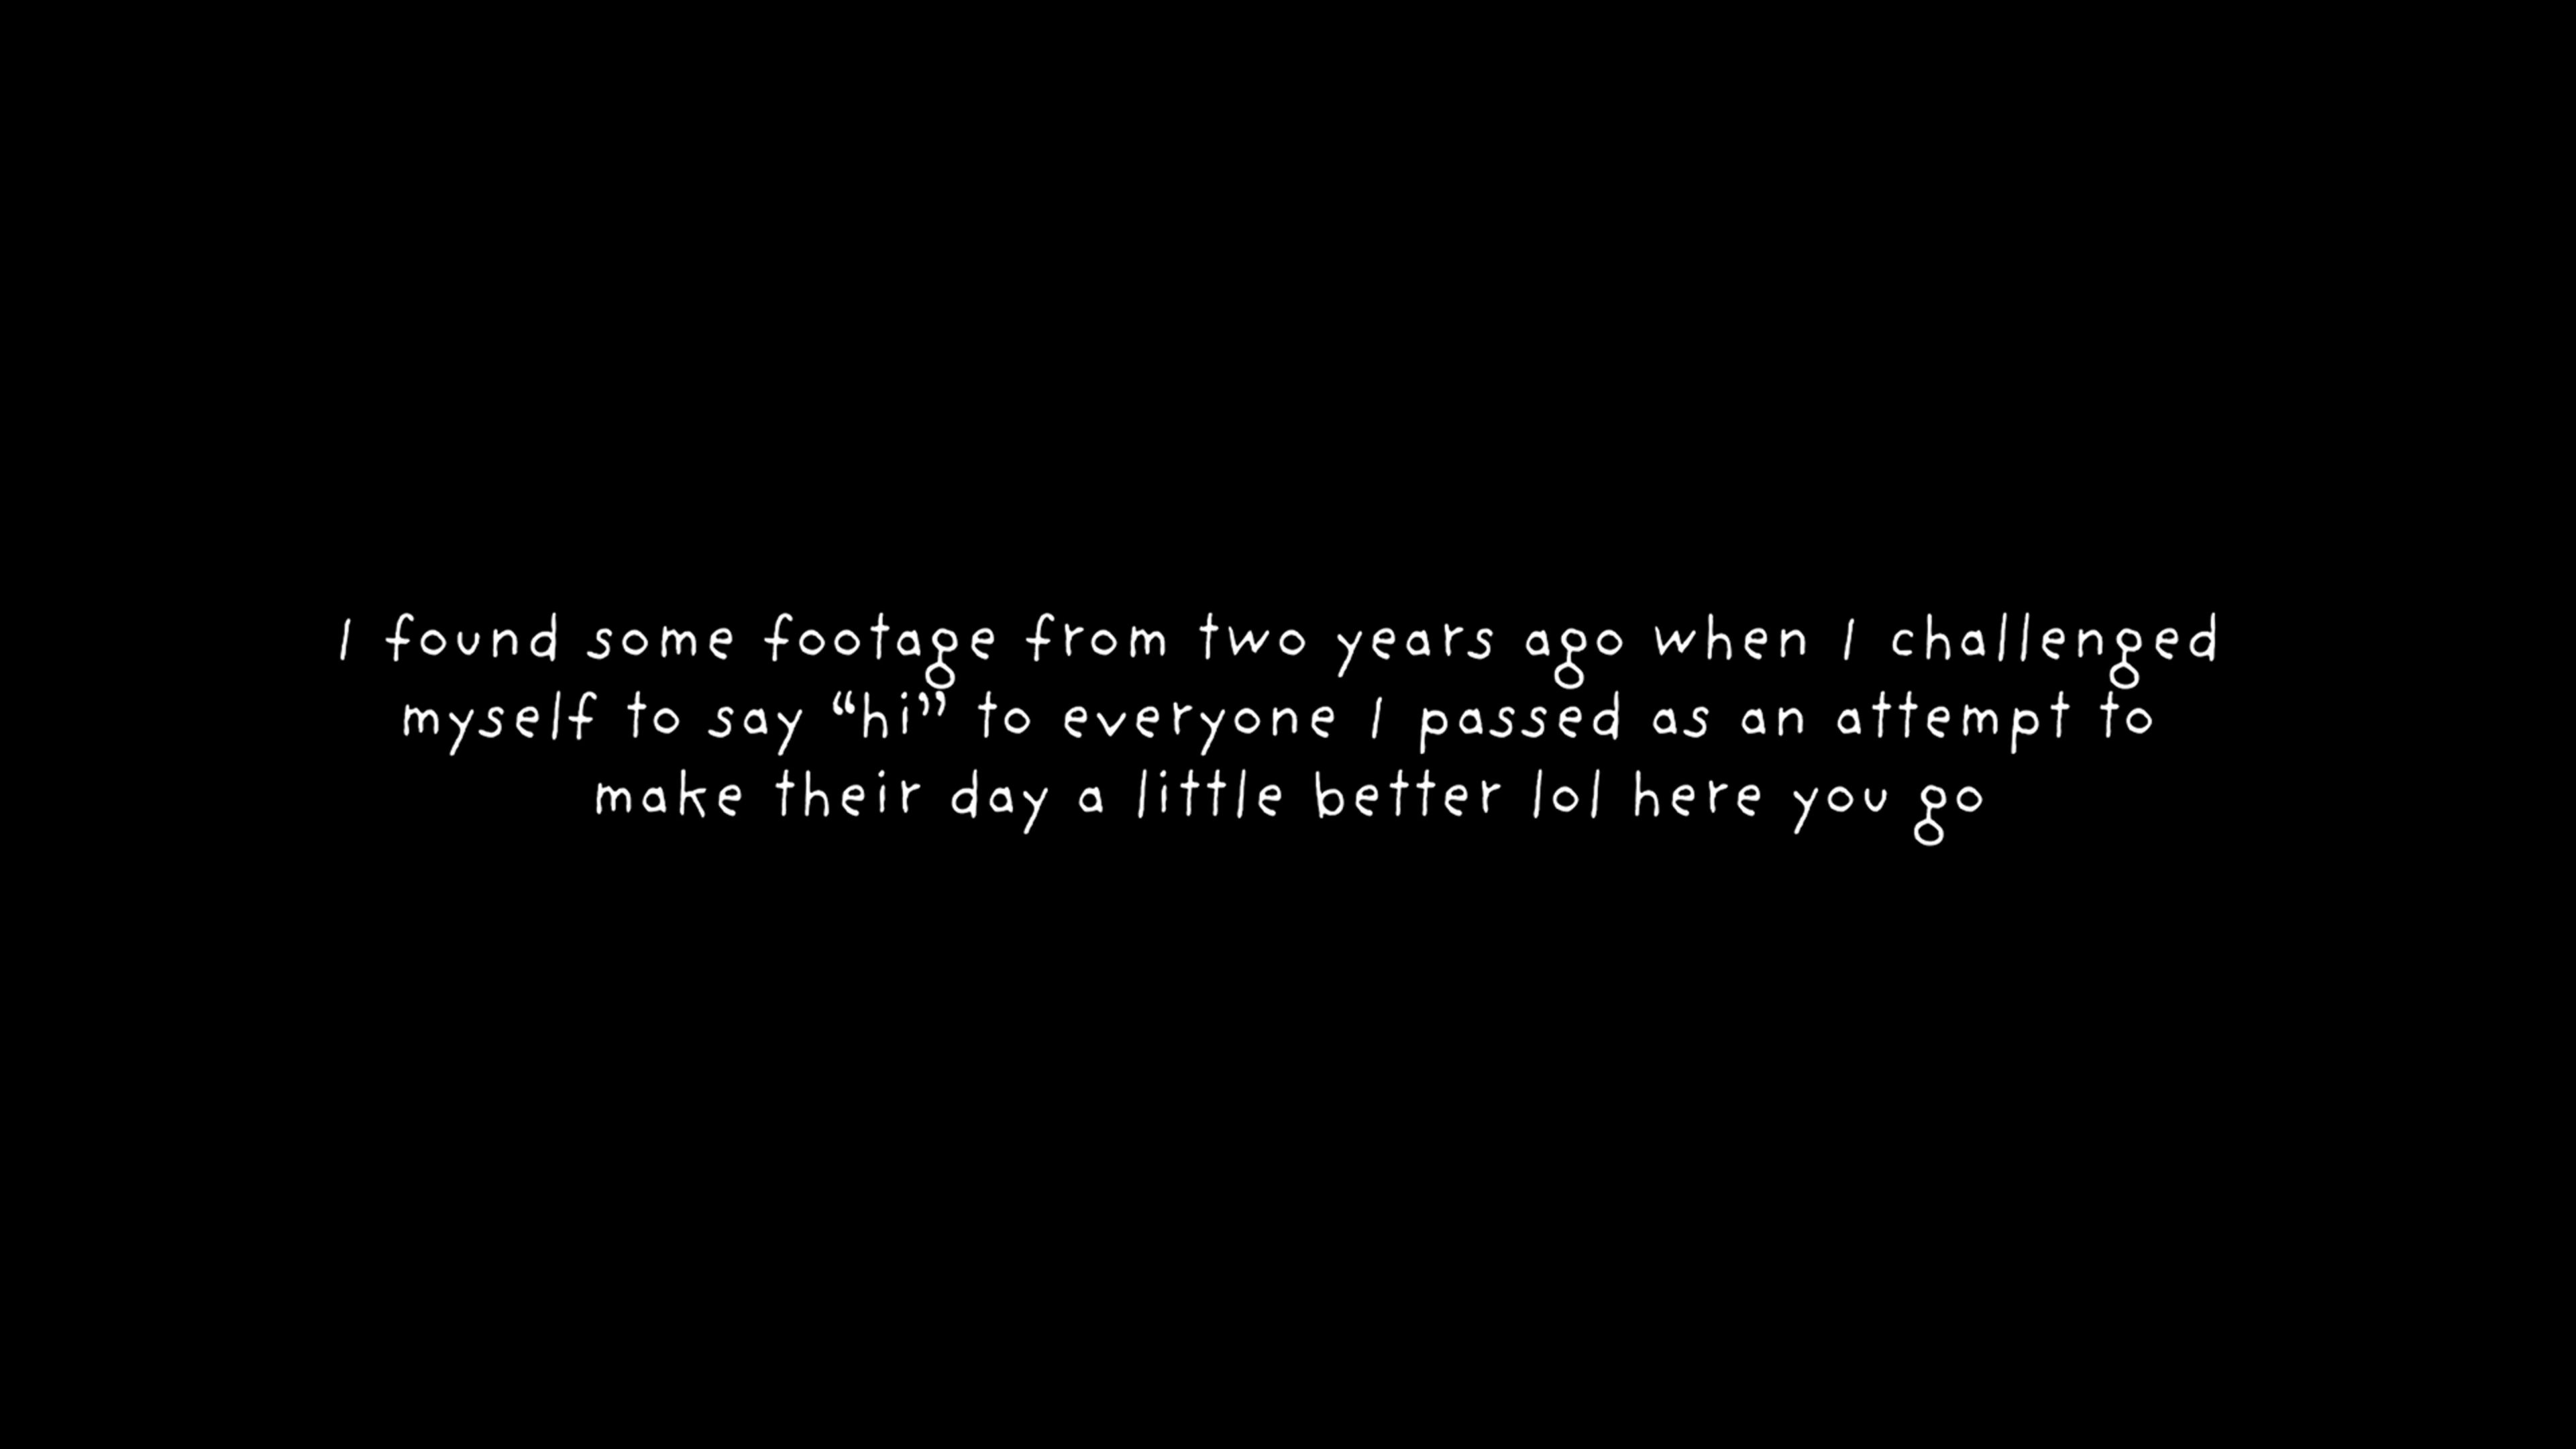 I found some footage from two years ago when I challenged
myself to say “hi” to everyone I passed as an attempt to
make their day a little better lol here you go